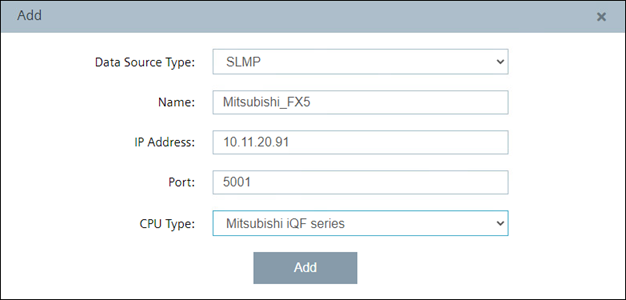 Add ×
Data Source Type: SLMP
Name: Mitsubishi_FX5
IP Address: 10.11.20.91
Port: 5001
CPU Type: Mitsubishi iQF series
Add